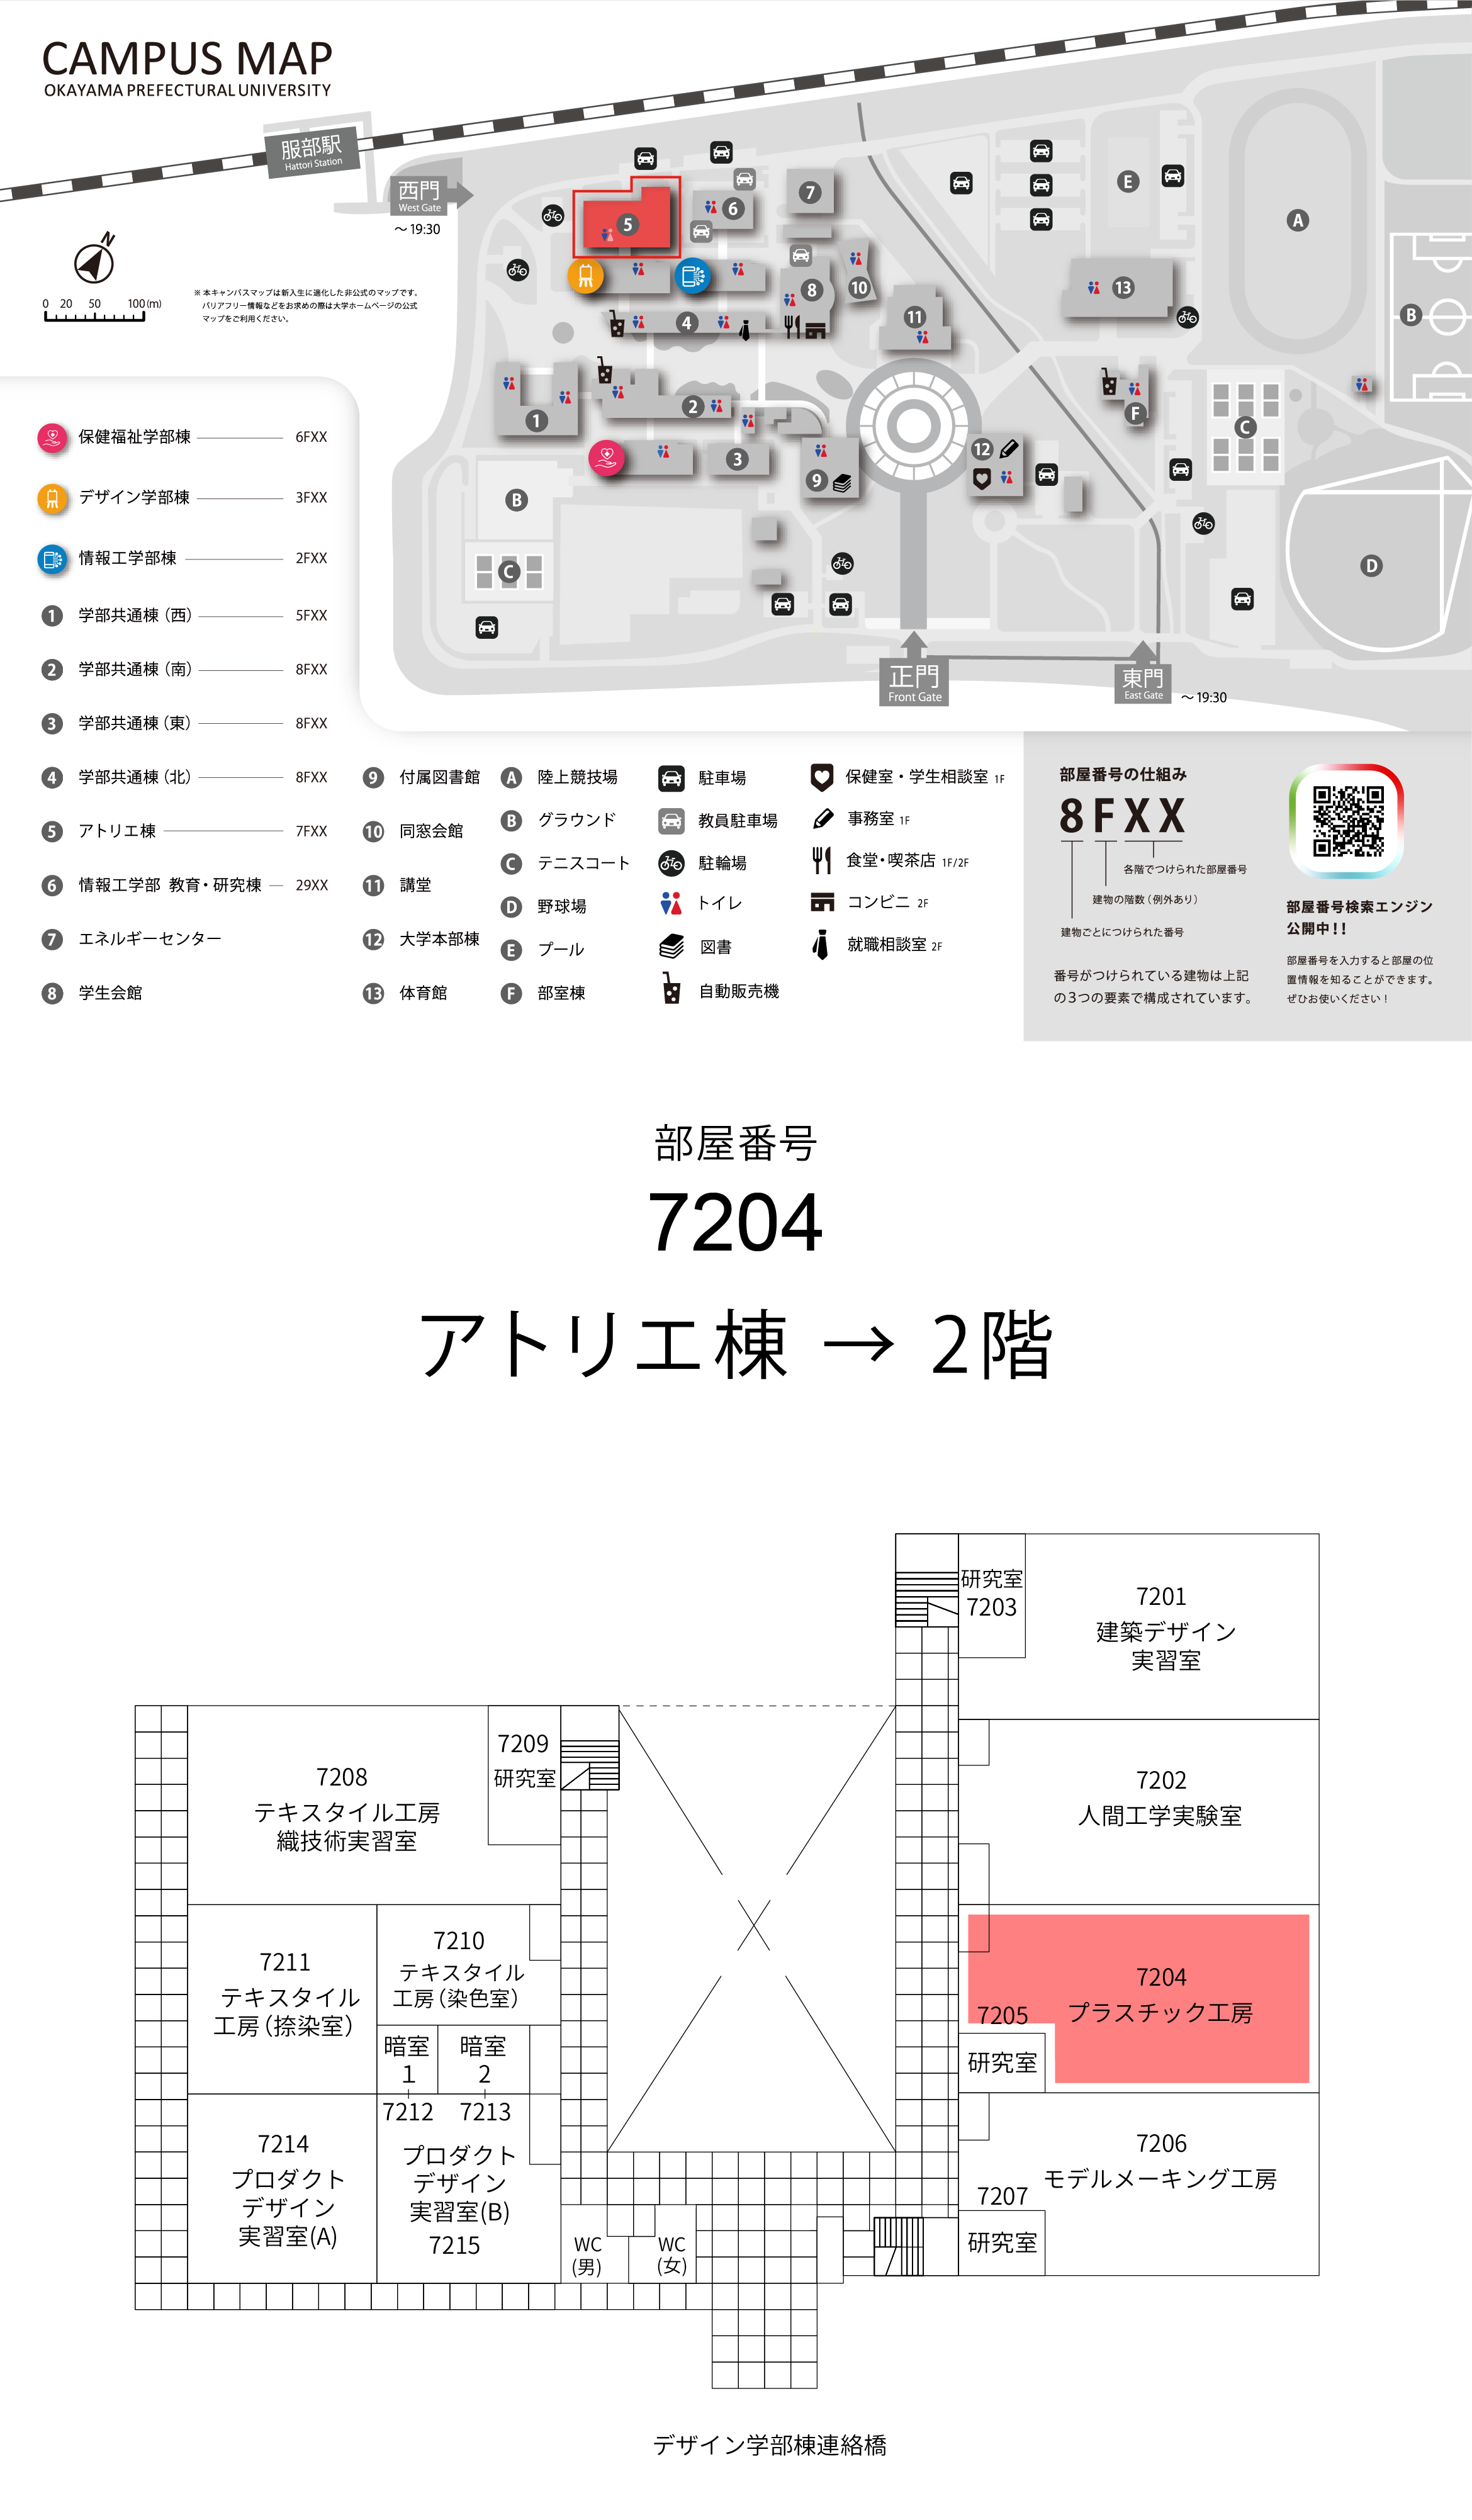 CAMPUS MAP
OKAYAMA PREFECTURAL UNIVERSITY
服部駅
Hattori Station
西門
West Gate
〜19:30
N
0 20 50 100(m)
※本キャンパスマップは新入生に適化した非公式のマップです。
バリアフリー情報などをお求めの際は大学ホームページの公式
マップをご利用ください。
5
6
7
8
10
4
11
13
1
2
3
9
12
A
B
C
D
E
F
B
C
正門
Front Gate
東門
East Gate
〜19:30
保健福祉学部棟 6FXX
デザイン学部棟 3FXX
情報工学部棟 2FXX
1 学部共通棟（西） 5FXX
2 学部共通棟（南） 8FXX
3 学部共通棟（東） 8FXX
4 学部共通棟（北） 8FXX
5 アトリエ棟 7FXX
6 情報工学部 教育・研究棟 29XX
7 エネルギーセンター
8 学生会館
9 付属図書館
10 同窓会館
11 講堂
12 大学本部棟
13 体育館
A 陸上競技場
B グラウンド
C テニスコート
D 野球場
E プール
F 部室棟
駐車場
教員駐車場
駐輪場
トイレ
図書
自動販売機
保健室・学生相談室 1F
事務室 1F
食堂・喫茶店 1F/2F
コンビニ 2F
就職相談室 2F
部屋番号の仕組み
8FXX
各階でつけられた部屋番号
建物の階数（例外あり）
建物ごとにつけられた番号
番号がつけられている建物は上記
の3つの要素で構成されています。
部屋番号検索エンジン
公開中！！
部屋番号を入力すると部屋の位
置情報を知ることができます。
ぜひお使いください！
部屋番号
7204
アトリエ棟 → 2階
研究室
7203
7201
建築デザイン
実習室
7202
人間工学実験室
7204
プラスチック工房
7205
研究室
7206
モデルメーキング工房
7207
研究室
7208
テキスタイル工房
織技術実習室
7209
研究室
7211
テキスタイル
工房（捺染室）
7210
テキスタイル
工房（染色室）
暗室
1
暗室
2
7212
7213
7214
プロダクト
デザイン
実習室(A)
プロダクト
デザイン
実習室(B)
7215
WC
(男)
WC
(女)
デザイン学部棟連絡橋